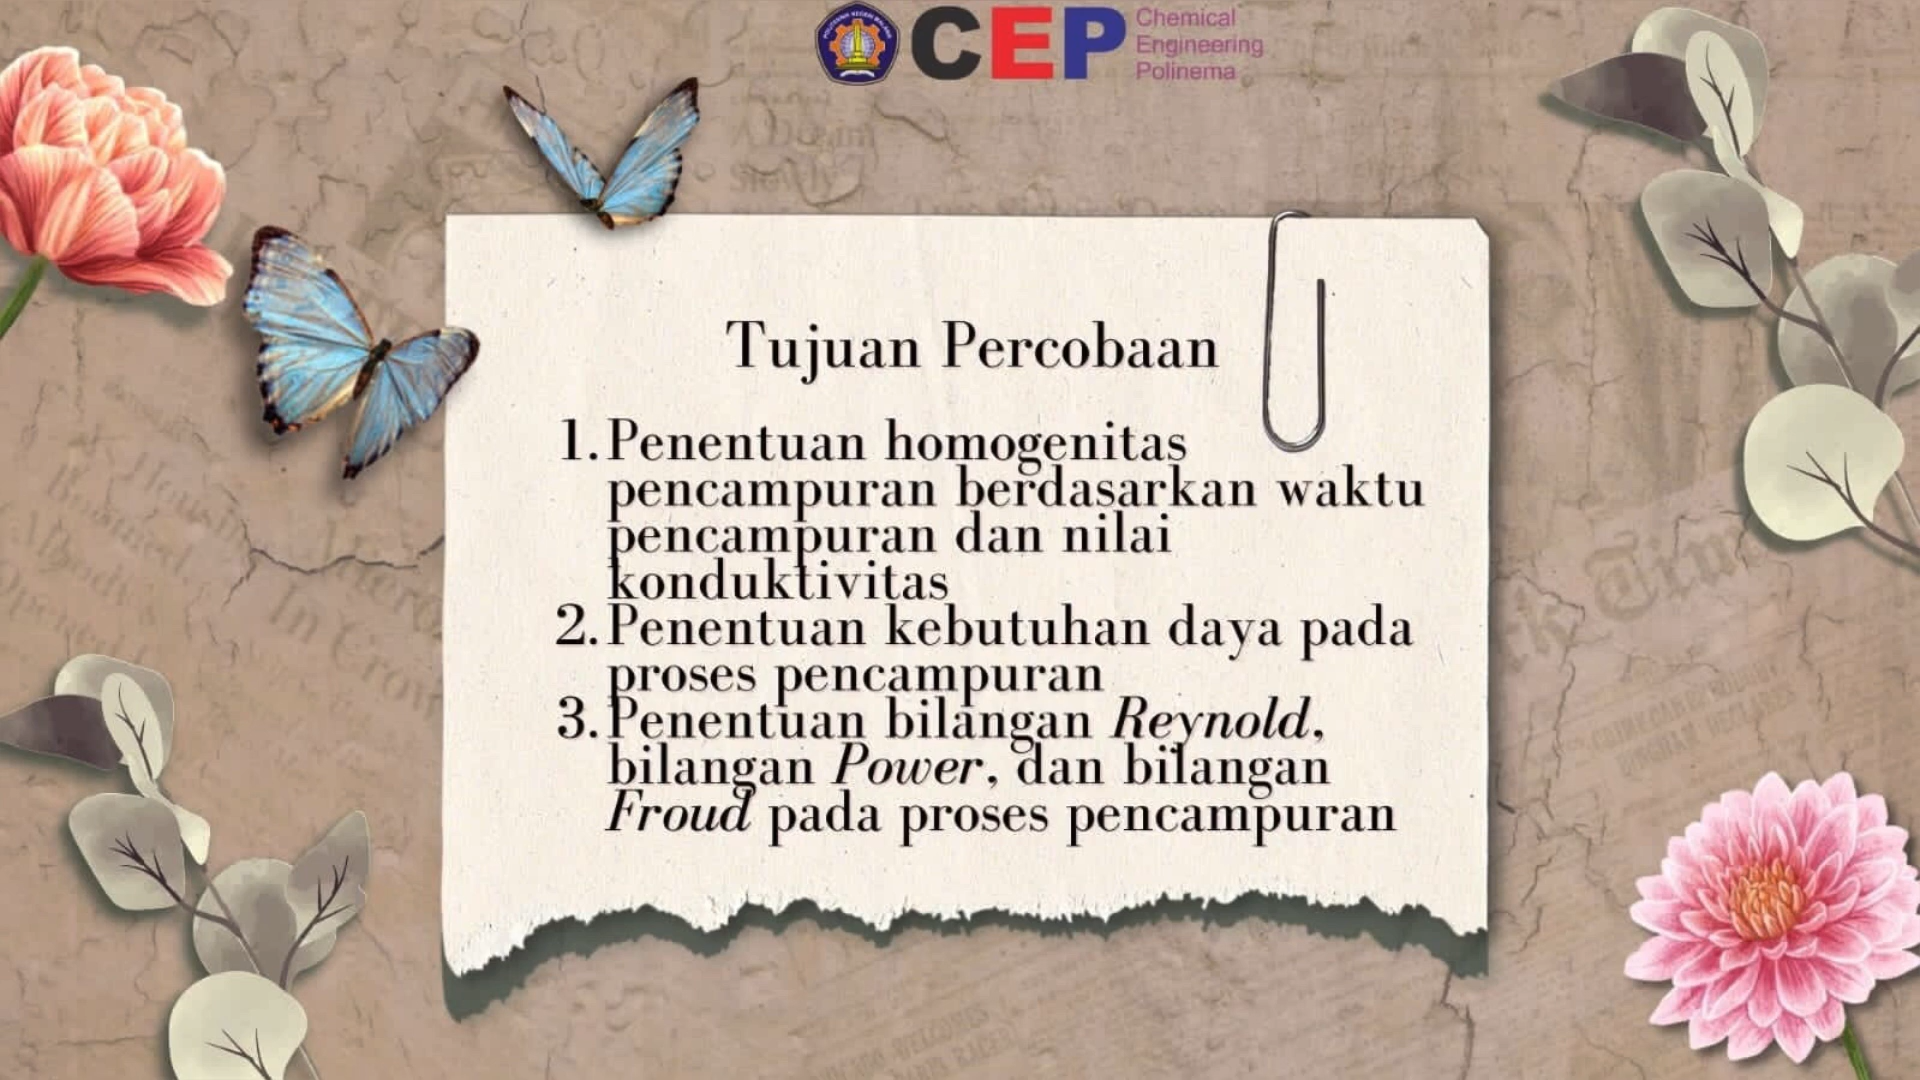 CEP
Chemical
Engineering
Polinema
Tujuan Percobaan
1. Penentuan homogenitas
pencampuran berdasarkan waktu
pencampuran dan nilai
konduktivitas
2. Penentuan kebutuhan daya pada
proses pencampuran
3. Penentuan bilangan Reynold,
bilangan Power, dan bilangan
Froud pada proses pencampuran